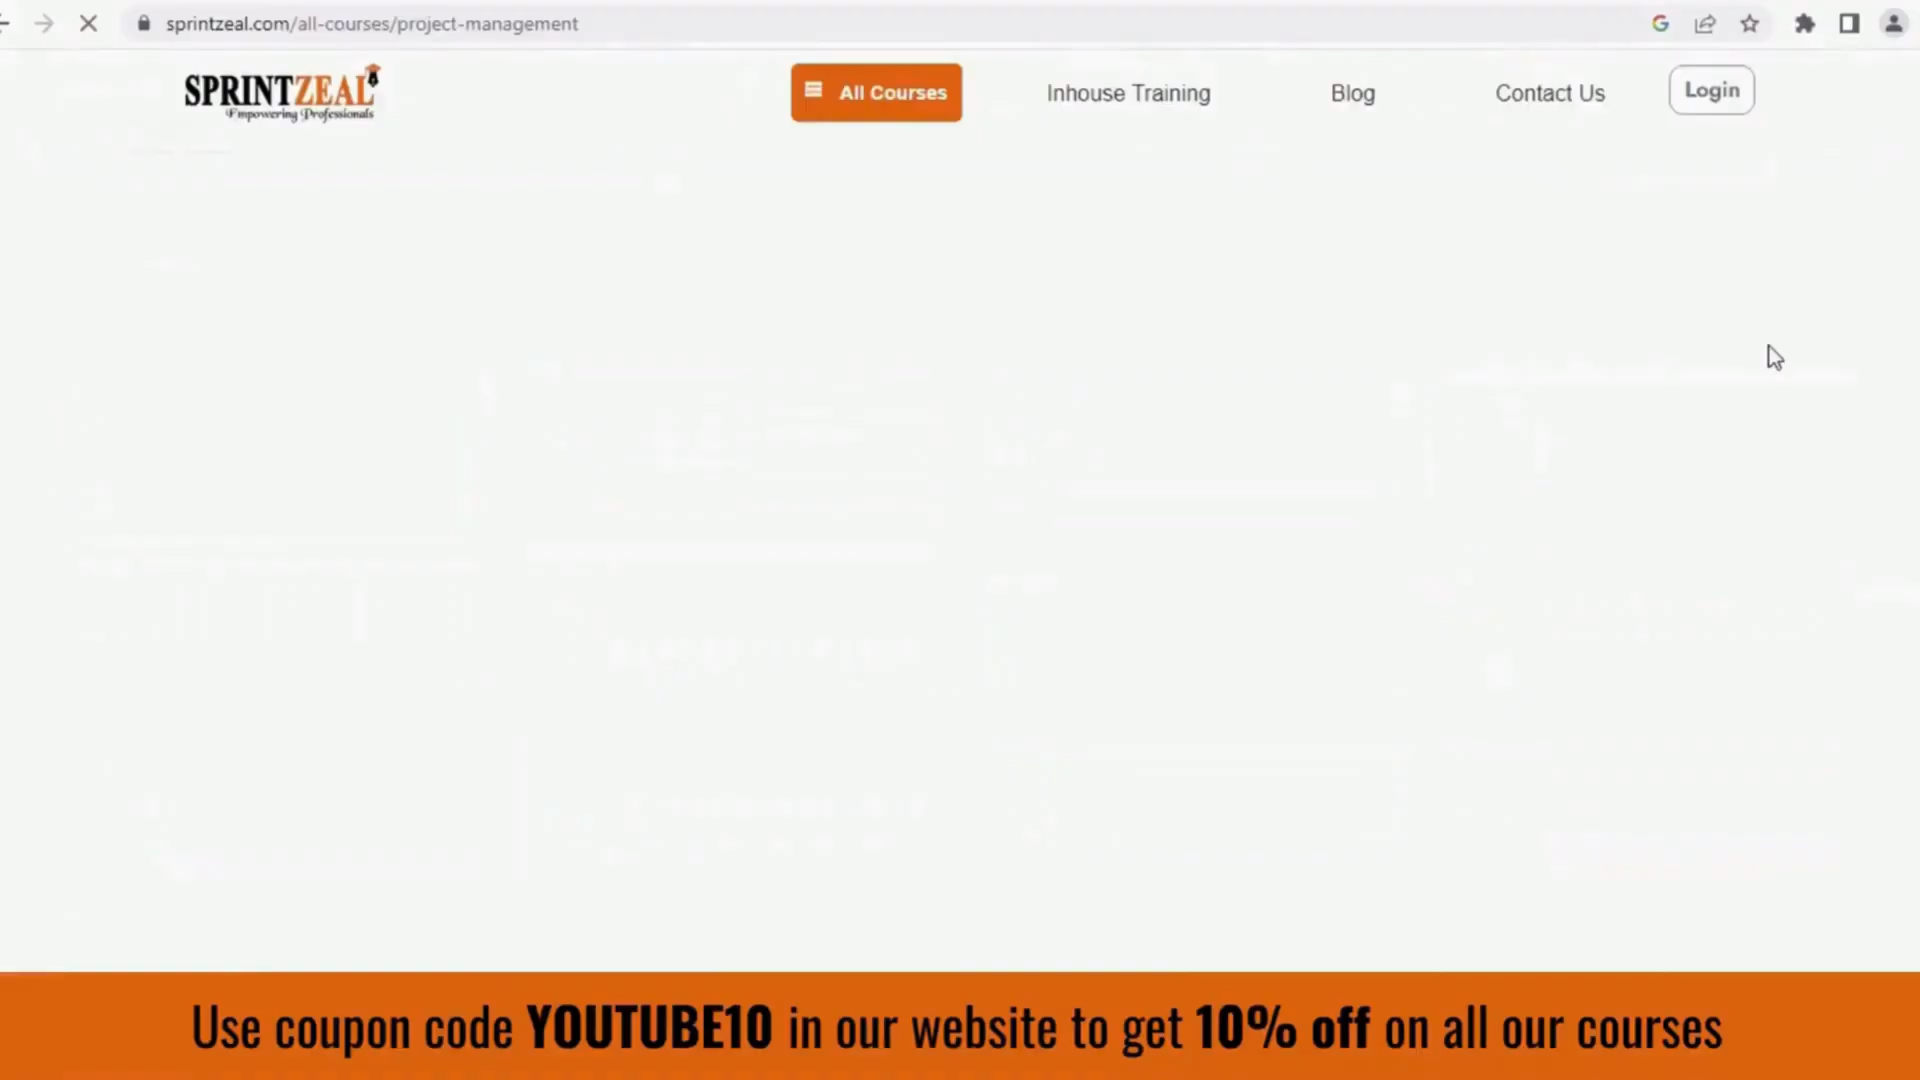 sprintzeal.com/all-courses/project-management
SPRINTZEAL
Empowering Professionals
All Courses
Inhouse Training
Blog
Contact Us
Login
Use coupon code YOUTUBE10 in our website to get 10% off on all our courses